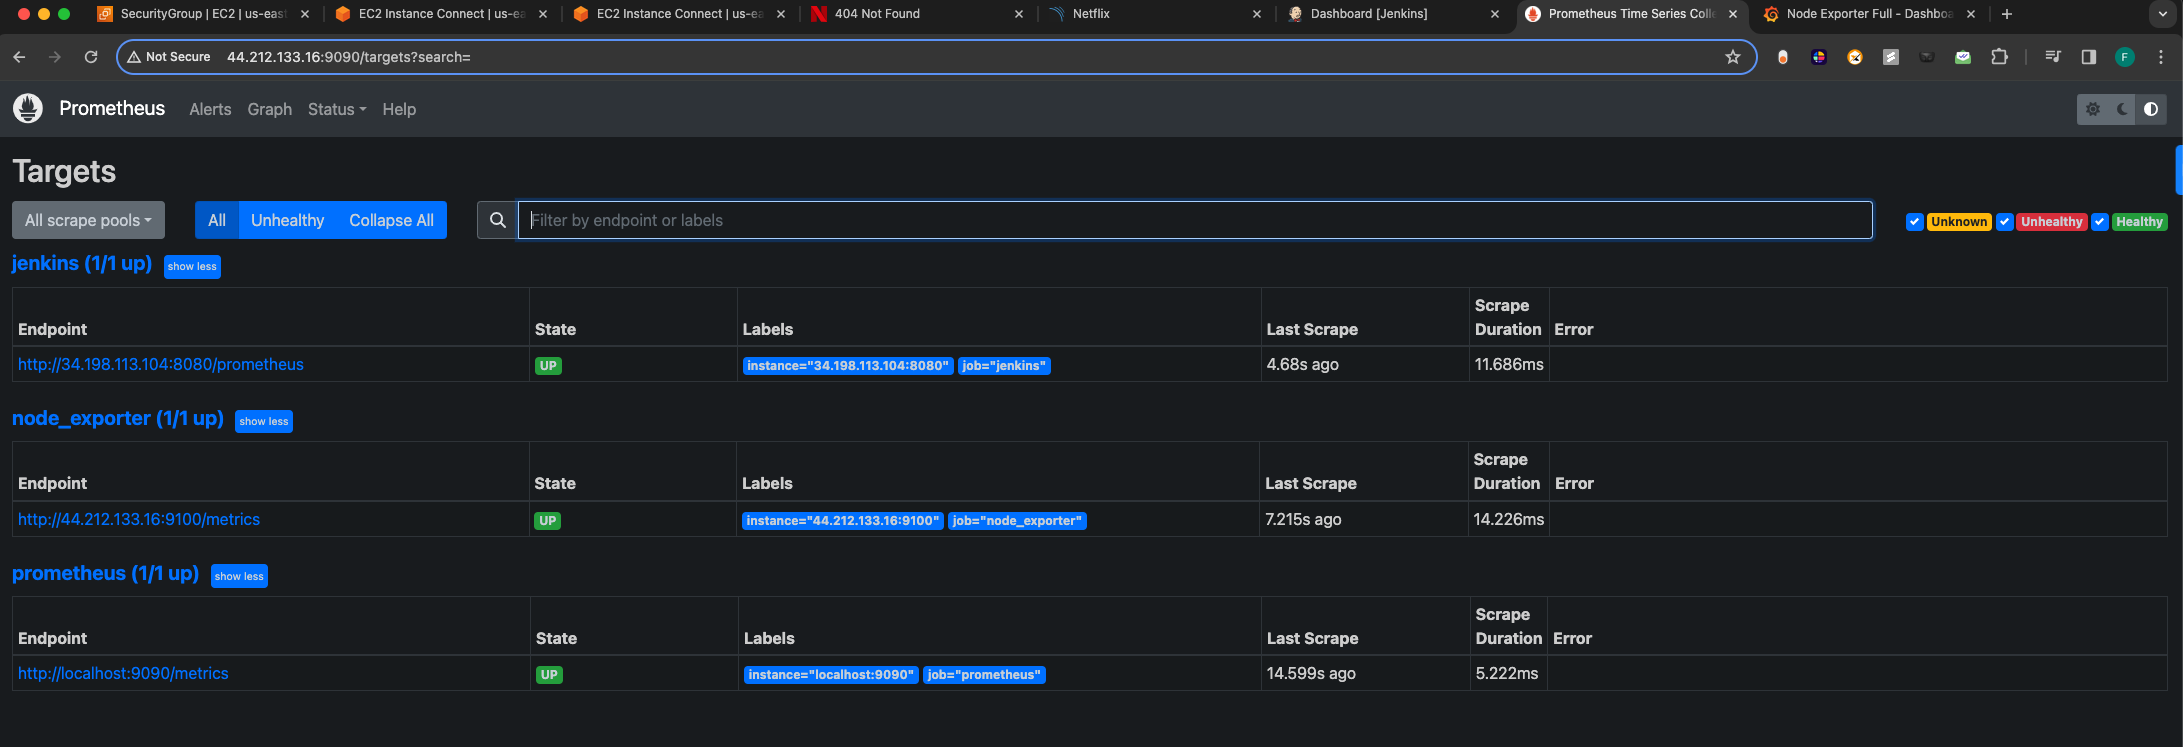 SecurityGroup | EC2 | us-east
EC2 Instance Connect | us-ea
EC2 Instance Connect | us-ea
404 Not Found
Netflix
Dashboard [Jenkins]
Prometheus Time Series Colle
Node Exporter Full - Dashboa
Not Secure 44.212.133.16:9090/targets?search=
F
Prometheus Alerts Graph Status Help
Targets
All scrape pools All Unhealthy Collapse All Filter by endpoint or labels Unknown Unhealthy Healthy
jenkins (1/1 up) show less
Endpoint State Labels Last Scrape Scrape Duration Error
http://34.198.113.104:8080/prometheus UP instance="34.198.113.104:8080" job="jenkins" 4.68s ago 11.686ms
node_exporter (1/1 up) show less
Endpoint State Labels Last Scrape Scrape Duration Error
http://44.212.133.16:9100/metrics UP instance="44.212.133.16:9100" job="node_exporter" 7.215s ago 14.226ms
prometheus (1/1 up) show less
Endpoint State Labels Last Scrape Scrape Duration Error
http://localhost:9090/metrics UP instance="localhost:9090" job="prometheus" 14.599s ago 5.222ms